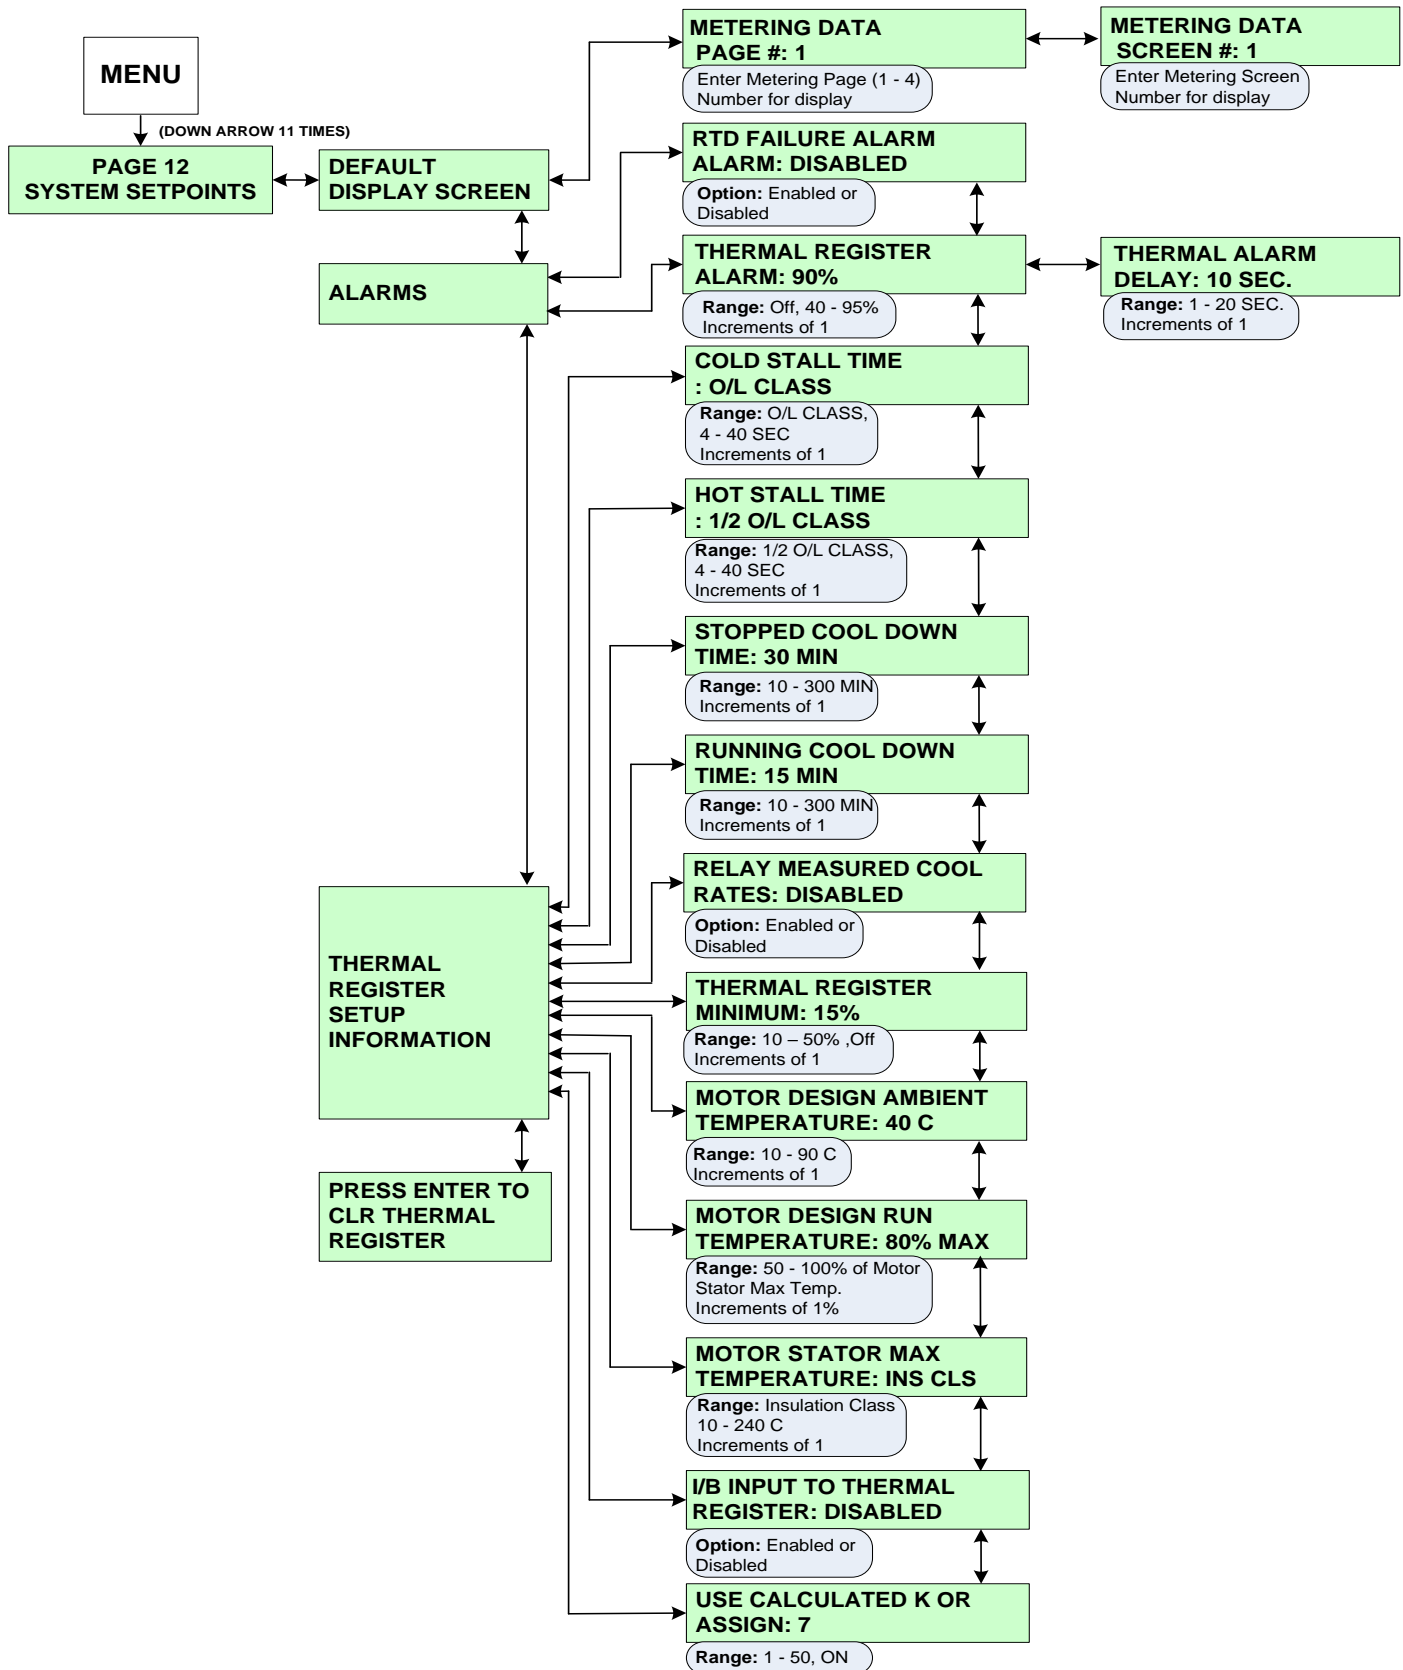 MENU
(DOWN ARROW 11 TIMES)
PAGE 12
SYSTEM SETPOINTS
DEFAULT
DISPLAY SCREEN
METERING DATA
PAGE #: 1
Enter Metering Page (1 - 4)
Number for display
METERING DATA
SCREEN #: 1
Enter Metering Screen
Number for display
ALARMS
RTD FAILURE ALARM
ALARM: DISABLED
Option: Enabled or
Disabled
THERMAL REGISTER
ALARM: 90%
Range: Off, 40 - 95%
Increments of 1
THERMAL ALARM
DELAY: 10 SEC.
Range: 1 - 20 SEC.
Increments of 1
THERMAL
REGISTER
SETUP
INFORMATION
COLD STALL TIME
: O/L CLASS
Range: O/L CLASS,
4 - 40 SEC
Increments of 1
HOT STALL TIME
: 1/2 O/L CLASS
Range: 1/2 O/L CLASS,
4 - 40 SEC
Increments of 1
STOPPED COOL DOWN
TIME: 30 MIN
Range: 10 - 300 MIN
Increments of 1
RUNNING COOL DOWN
TIME: 15 MIN
Range: 10 - 300 MIN
Increments of 1
RELAY MEASURED COOL
RATES: DISABLED
Option: Enabled or
Disabled
THERMAL REGISTER
MINIMUM: 15%
Range: 10 – 50% ,Off
Increments of 1
MOTOR DESIGN AMBIENT
TEMPERATURE: 40 C
Range: 10 - 90 C
Increments of 1
MOTOR DESIGN RUN
TEMPERATURE: 80% MAX
Range: 50 - 100% of Motor
Stator Max Temp.
Increments of 1%
MOTOR STATOR MAX
TEMPERATURE: INS CLS
Range: Insulation Class
10 - 240 C
Increments of 1
I/B INPUT TO THERMAL
REGISTER: DISABLED
Option: Enabled or
Disabled
USE CALCULATED K OR
ASSIGN: 7
Range: 1 - 50, ON
PRESS ENTER TO
CLR THERMAL
REGISTER